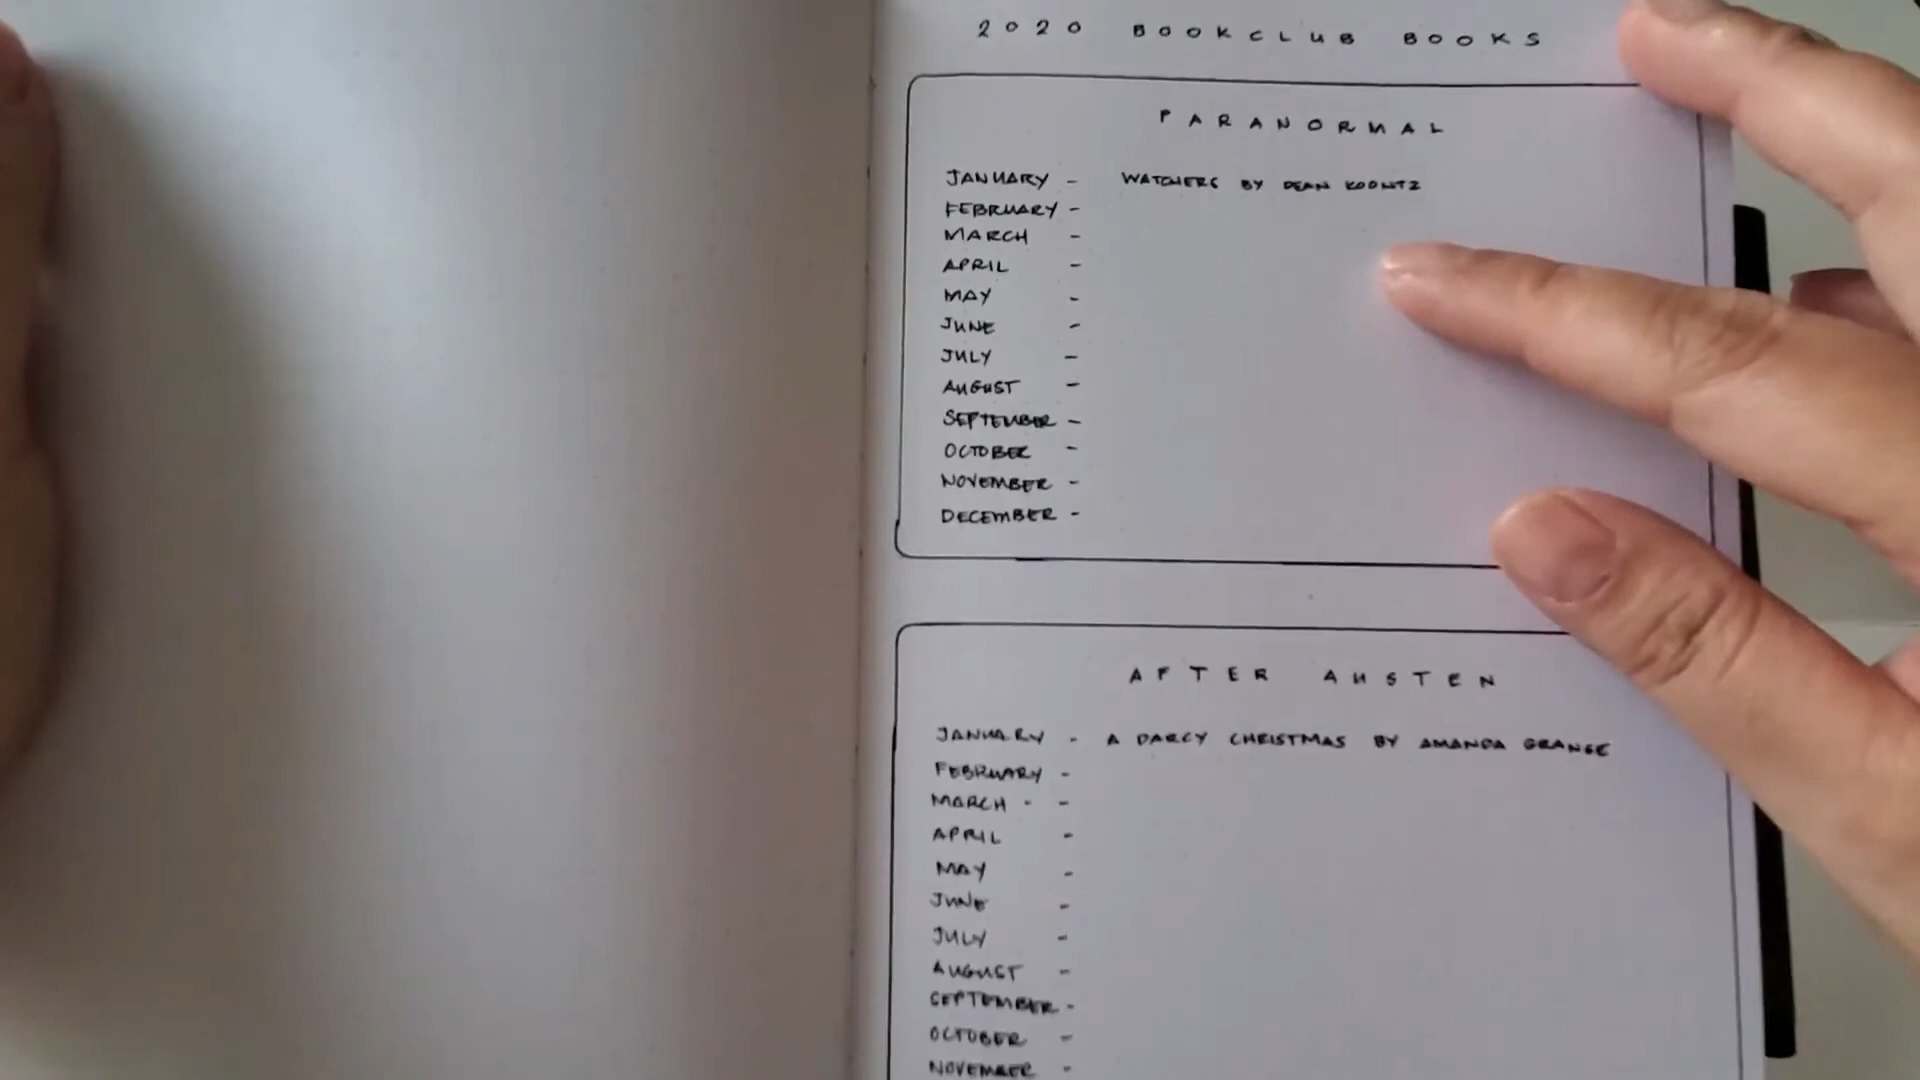 2020 BOOKCLUB BOOKS
PARANORMAL
JANUARY - WATCHERS BY DEAN KOONTZ
FEBRUARY -
MARCH -
APRIL -
MAY -
JUNE -
JULY -
AUGUST -
SEPTEMBER -
OCTOBER -
NOVEMBER -
DECEMBER -
AFTER AUSTEN
JANUARY - A DARCY CHRISTMAS BY AMANDA GRANGE
FEBRUARY -
MARCH - -
APRIL -
MAY -
JUNE -
JULY -
AUGUST -
SEPTEMBER -
OCTOBER -
NOVEMBER -